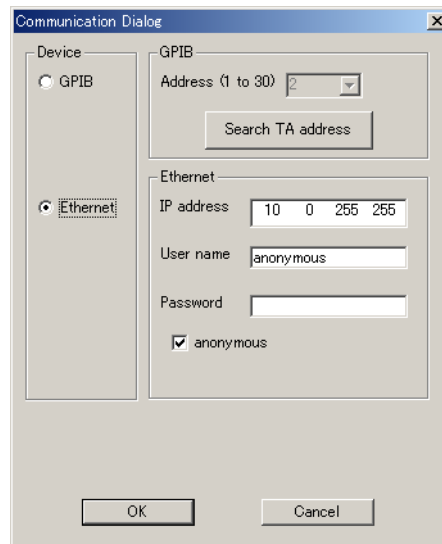 Communication Dialog
Device
GPIB
Ethernet
GPIB
Address (1 to 30) 2
Search TA address
Ethernet
IP address 10 0 255 255
User name anonymous
Password
anonymous
OK Cancel